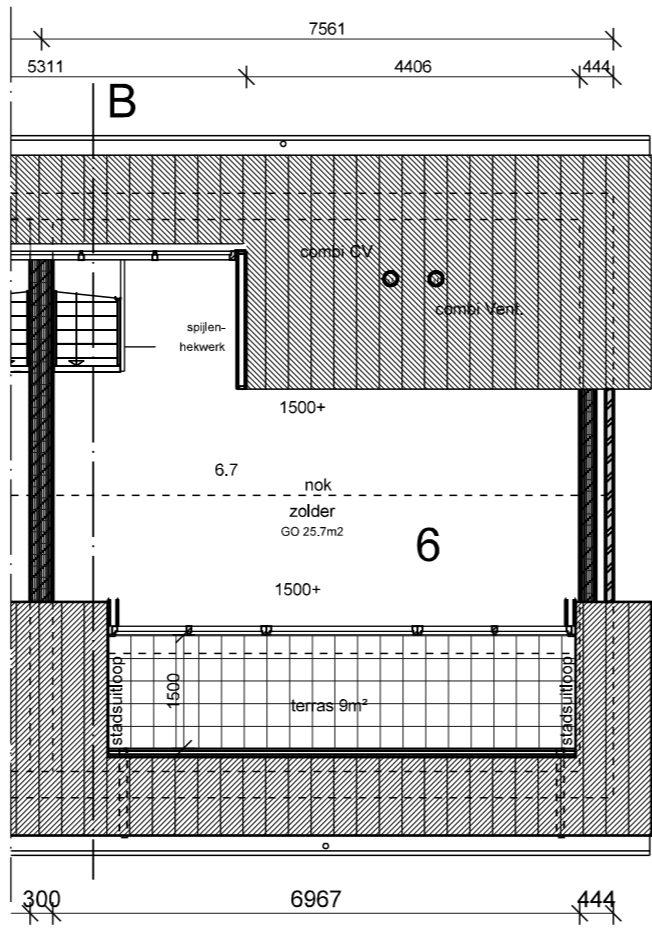 7561
5311
4406
444
B
combi CV
combi Vent.
spijlen-
hekwerk
1500+
6.7
nok
zolder
GO 25.7m2
6
1500+
stadsuitloop
1500
terras 9m²
stadsuitloop
300
6967
444